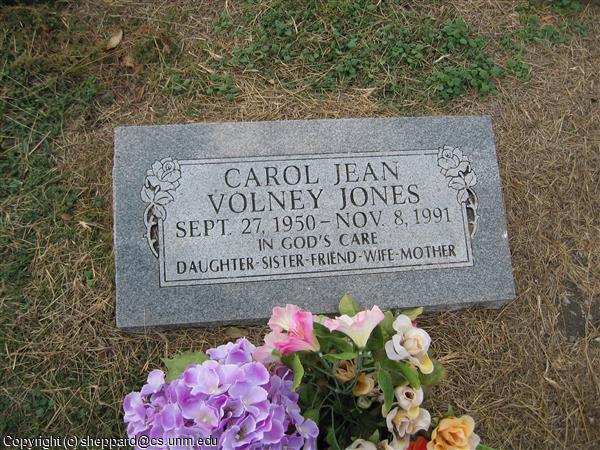 CAROL JEAN
VOLNEY JONES
SEPT. 27, 1950-NOV. 8, 1991
IN GOD'S CARE
DAUGHTER-SISTER-FRIEND-WIFE-MOTHER
Copyright (c) sheppard@cs.unm.edu